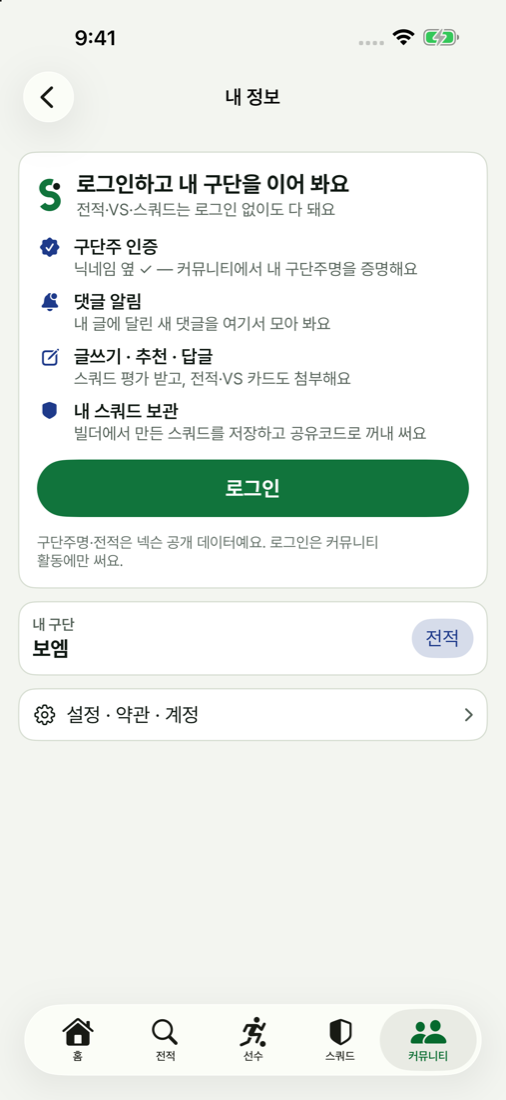 9:41
내 정보
로그인하고 내 구단을 이어 봐요
전적·VS·스쿼드는 로그인 없이도 다 돼요
구단주 인증
닉네임 옆 ✓ — 커뮤니티에서 내 구단주명을 증명해요
댓글 알림
내 글에 달린 새 댓글을 여기서 모아 봐요
글쓰기 · 추천 · 답글
스쿼드 평가 받고, 전적·VS 카드도 첨부해요
내 스쿼드 보관
빌더에서 만든 스쿼드를 저장하고 공유코드로 꺼내 써요
로그인
구단주명·전적은 넥슨 공개 데이터예요. 로그인은 커뮤니티
활동에만 써요.
내 구단
보엠
전적
설정 · 약관 · 계정
홈
전적
선수
스쿼드
커뮤니티